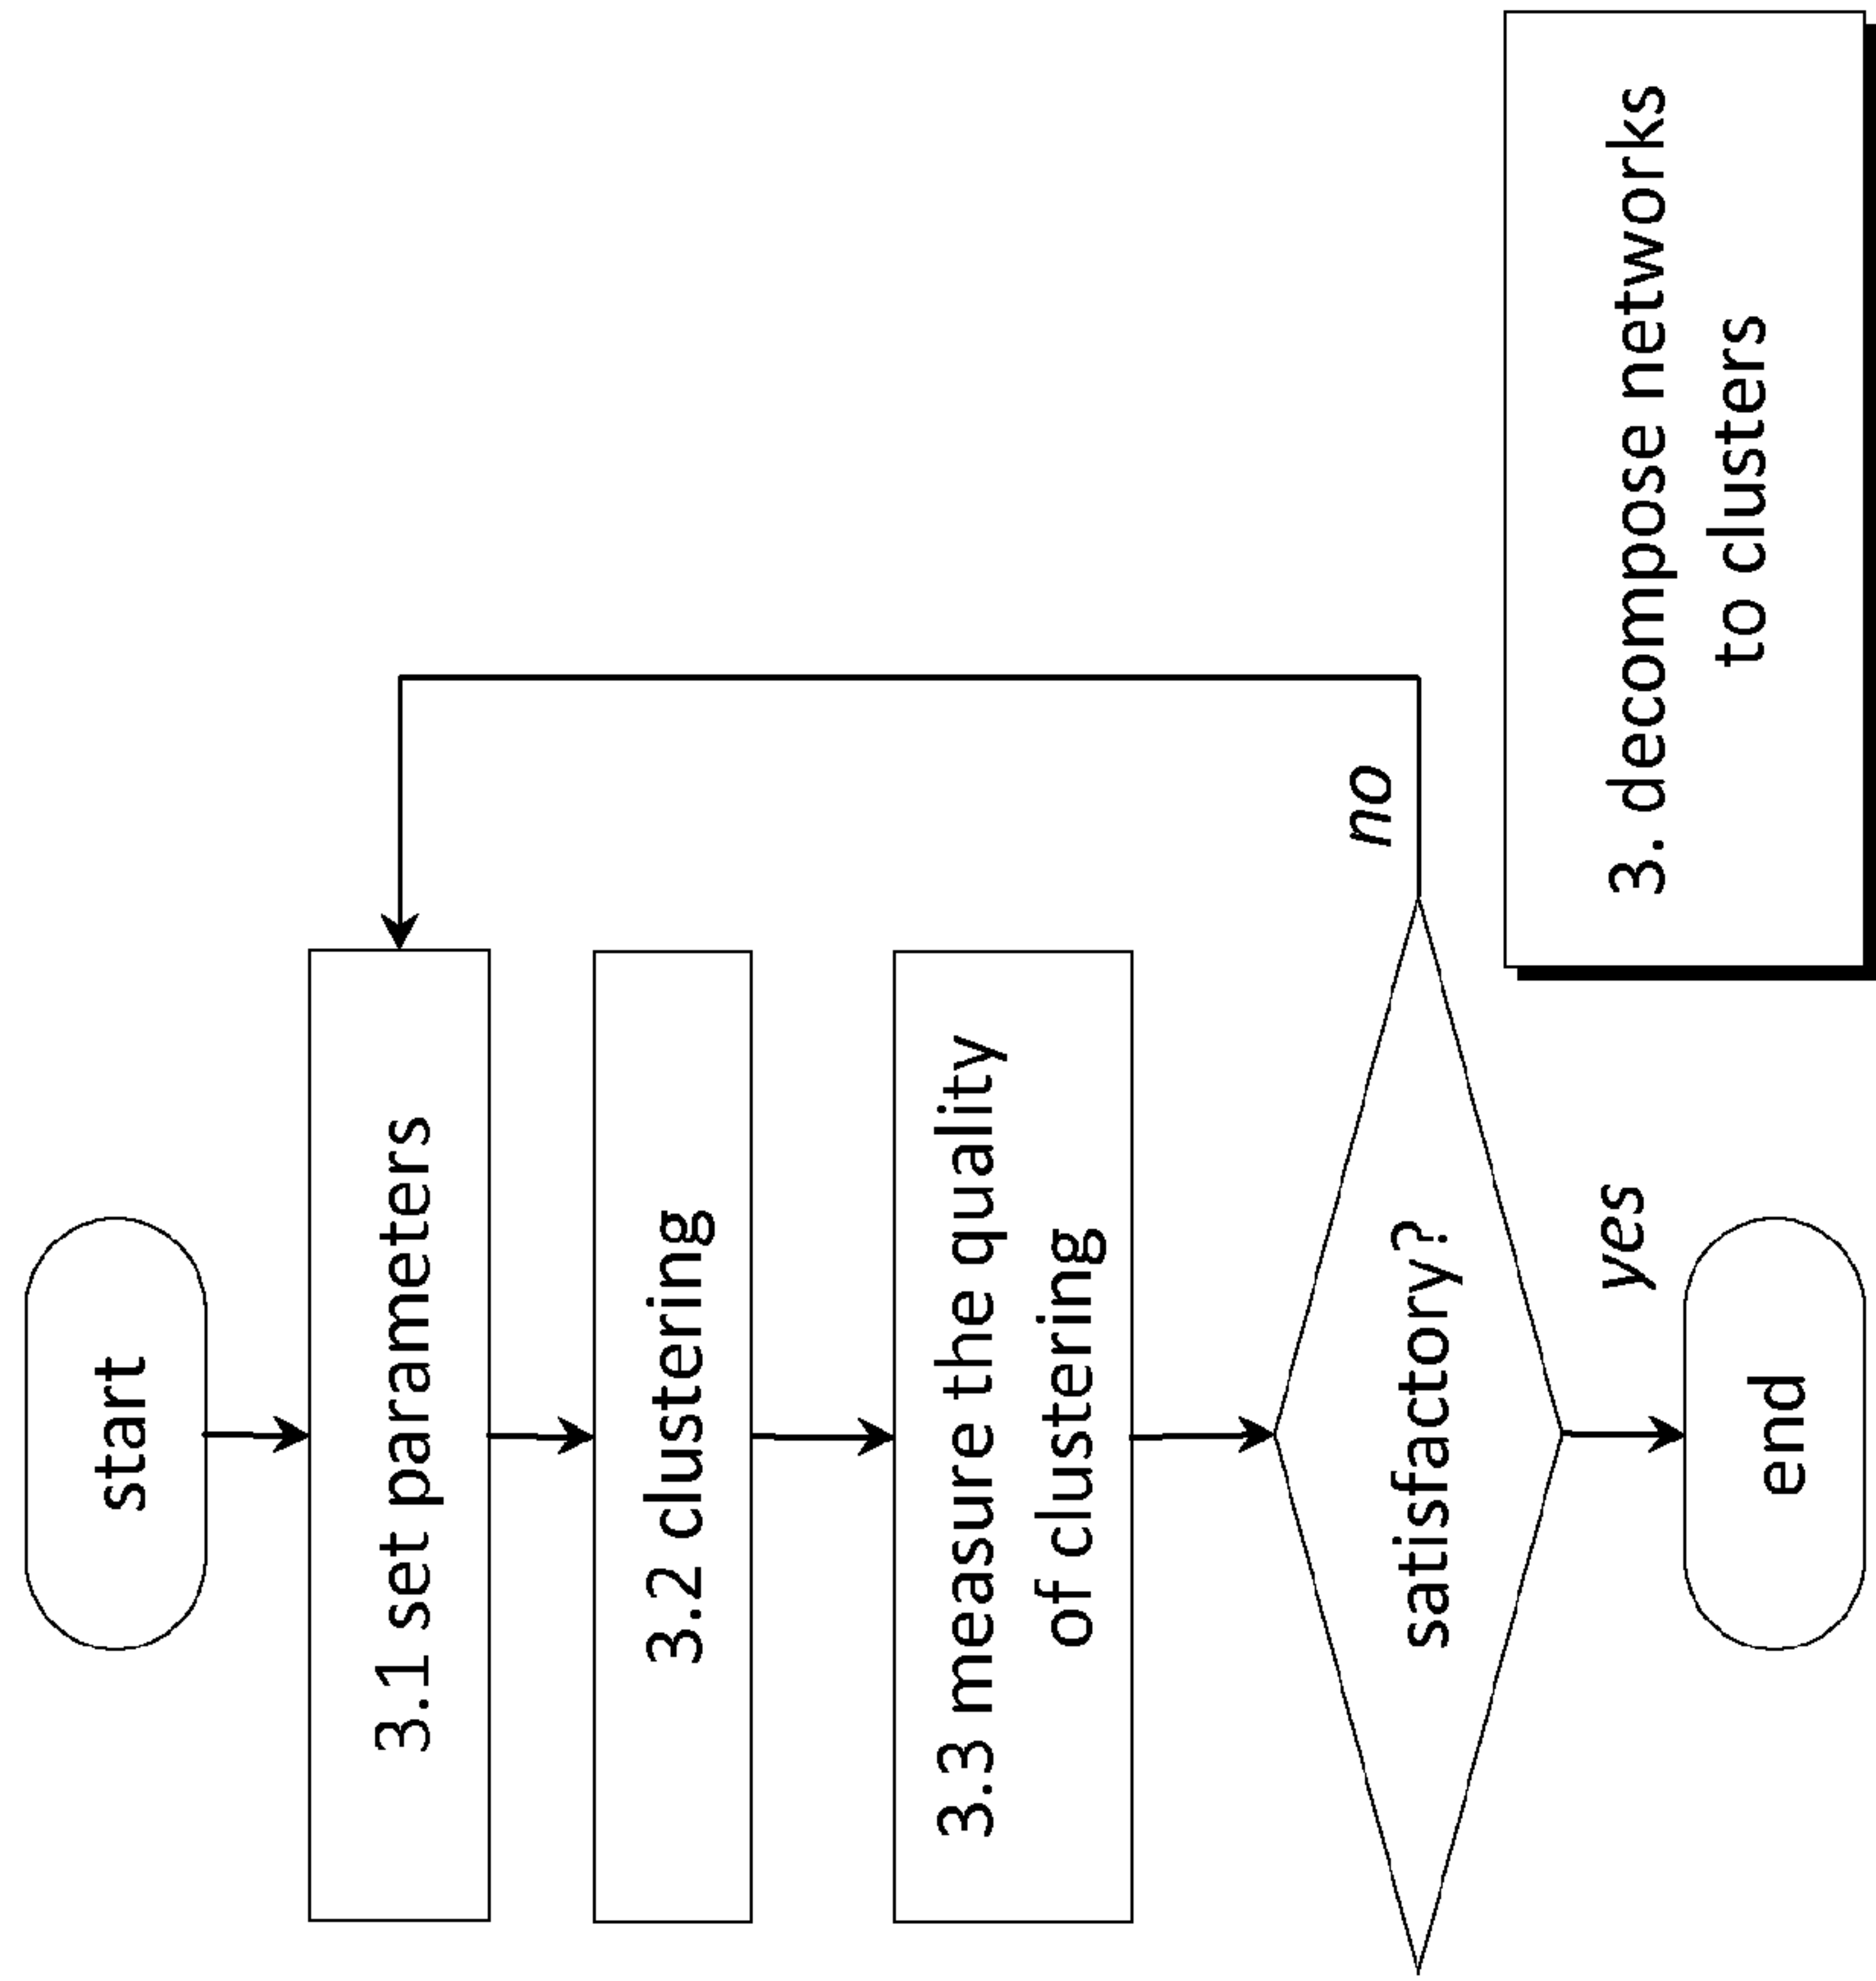 start
3.1 set parameters
3.2 clustering
3.3 measure the quality
of clustering
satisfactory?
no
yes
end
3. decompose networks
to clusters